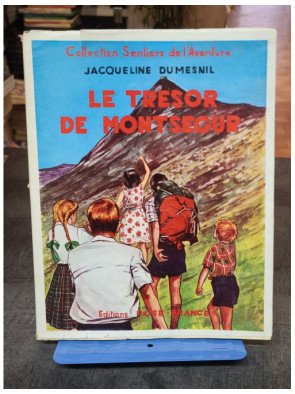 Collection Sentiers de l'Aventure
JACQUELINE DUMESNIL
LE TRESOR
DE MONTSEGUR
Editions FRANCE